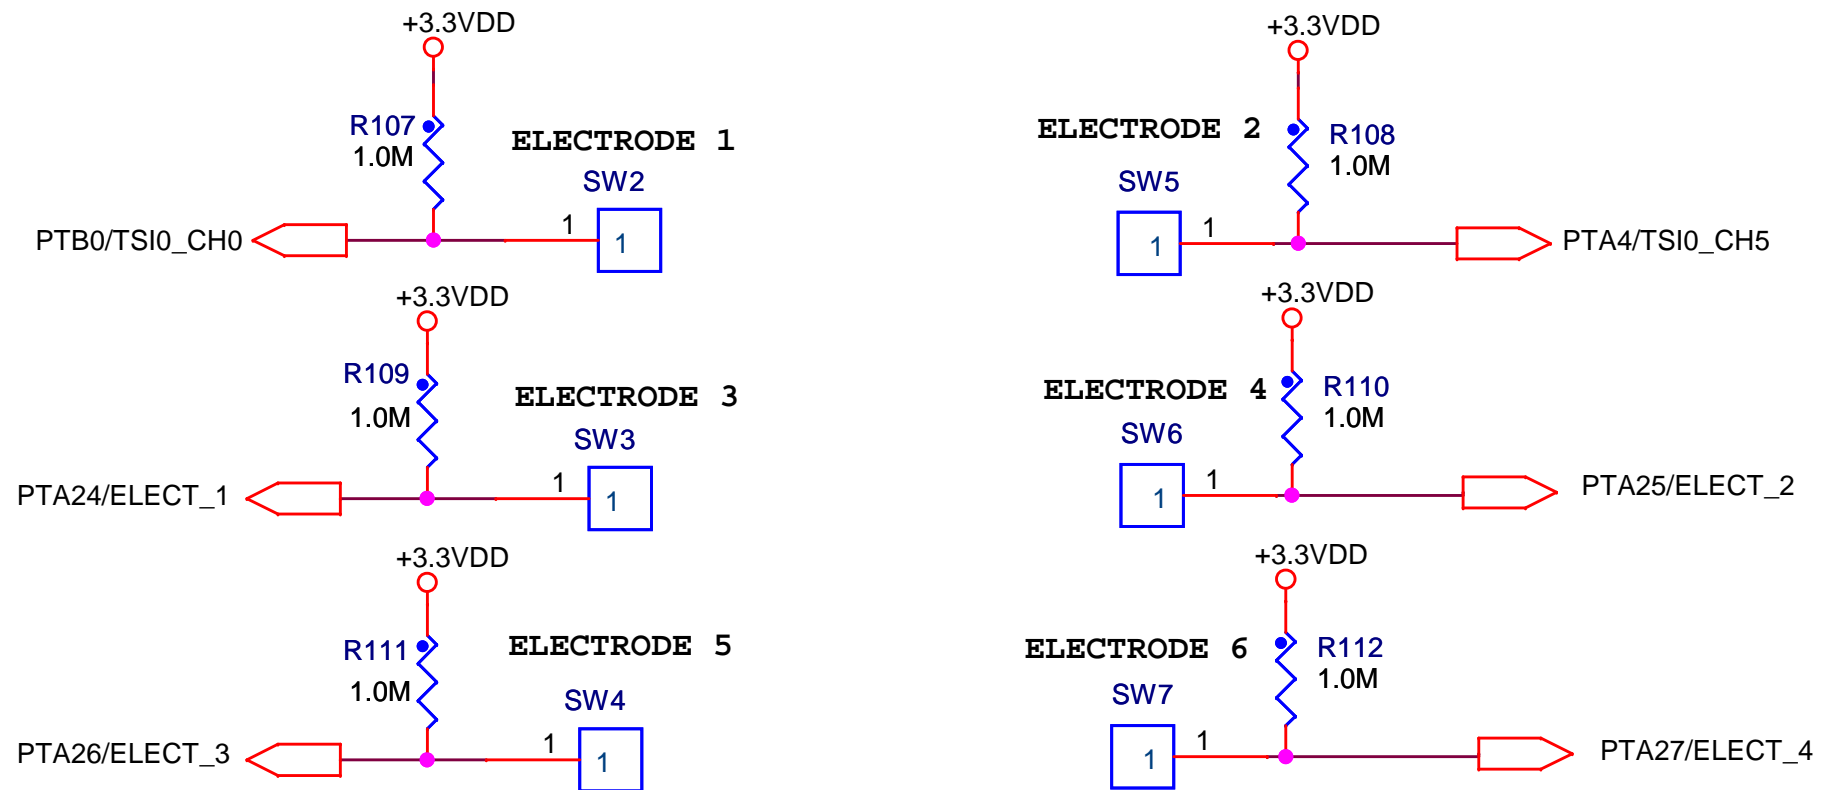 +3.3VDD
R107
1.0M
ELECTRODE 1
SW2
PTB0/TSI0_CH0
1
1
+3.3VDD
ELECTRODE 2
R108
1.0M
SW5
1
1
PTA4/TSI0_CH5
+3.3VDD
R109
1.0M
ELECTRODE 3
SW3
PTA24/ELECT_1
1
1
+3.3VDD
ELECTRODE 4
R110
1.0M
SW6
1
1
PTA25/ELECT_2
+3.3VDD
R111
1.0M
ELECTRODE 5
SW4
PTA26/ELECT_3
1
1
+3.3VDD
ELECTRODE 6
R112
1.0M
SW7
1
1
PTA27/ELECT_4